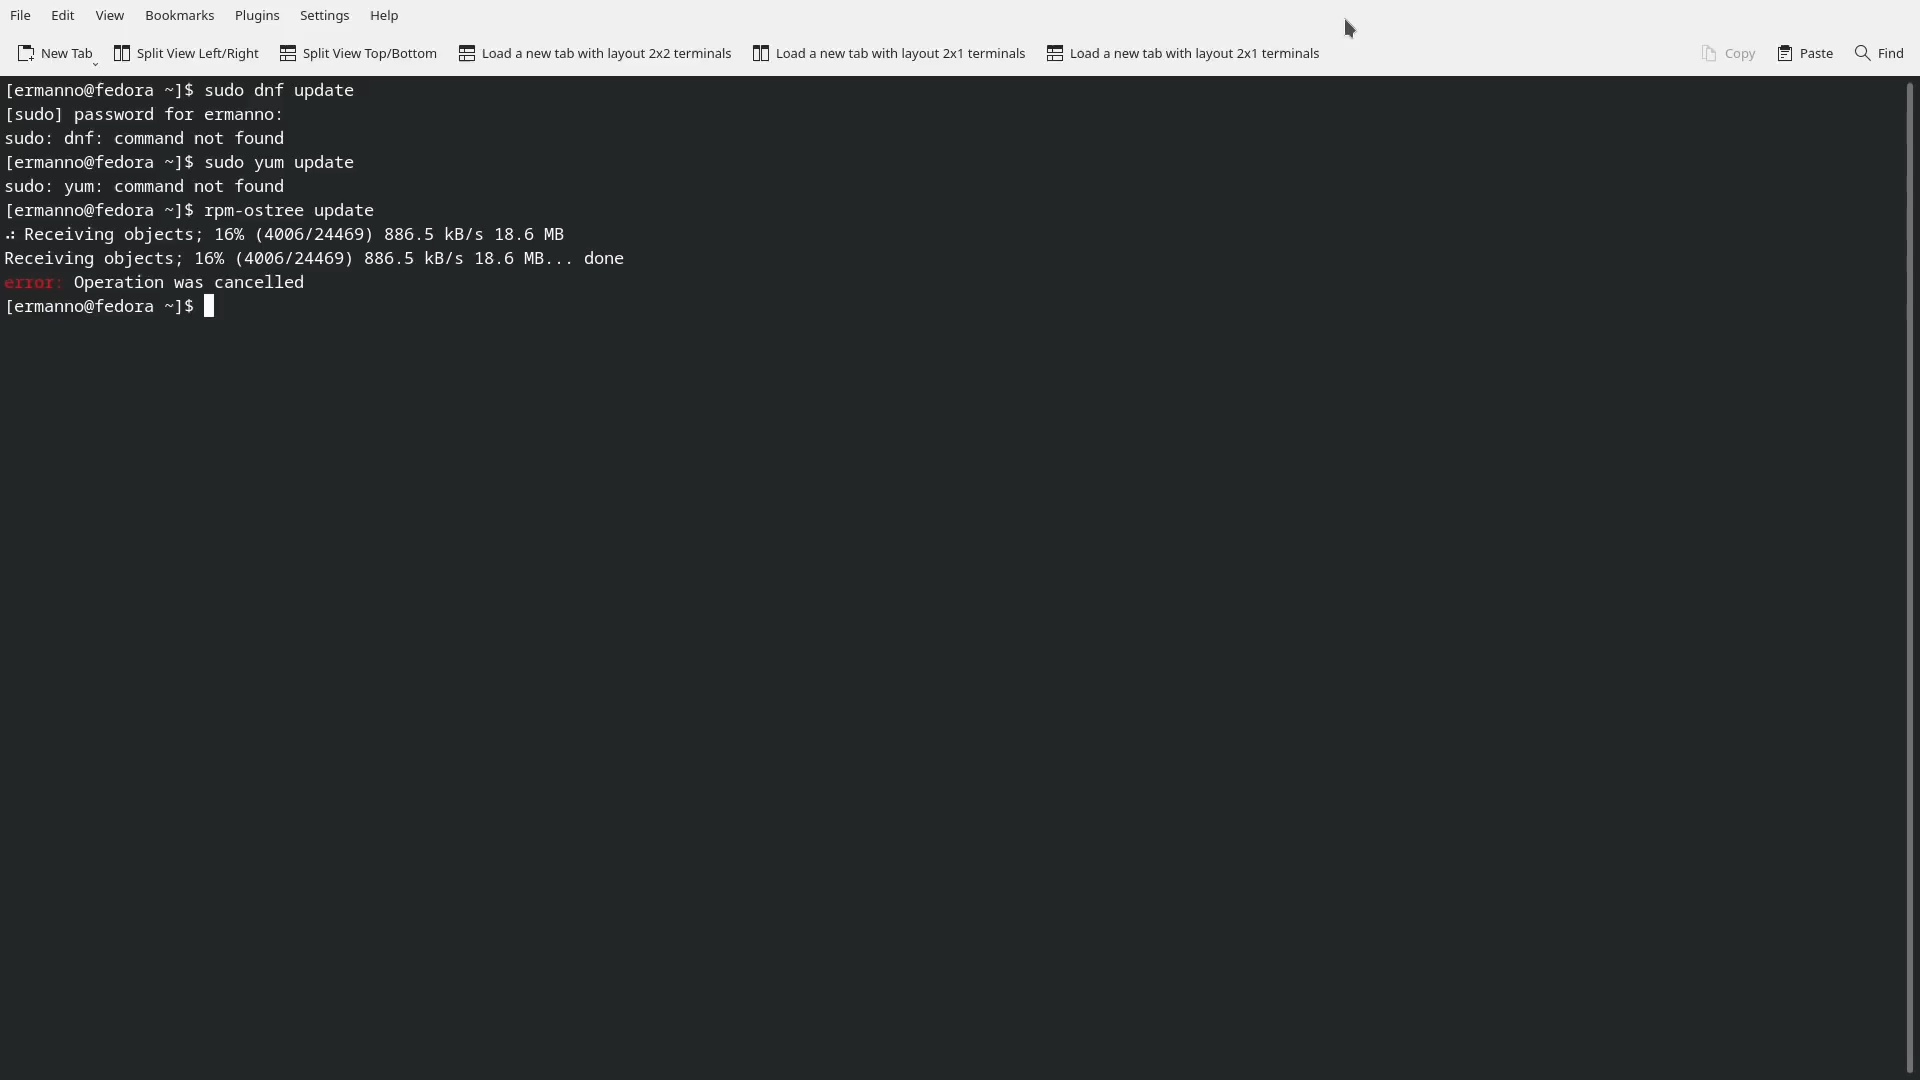 File Edit View Bookmarks Plugins Settings Help
New Tab Split View Left/Right Split View Top/Bottom Load a new tab with layout 2x2 terminals Load a new tab with layout 2x1 terminals Load a new tab with layout 2x1 terminals Copy Paste Find
[ermanno@fedora ~]$ sudo dnf update
[sudo] password for ermanno:
sudo: dnf: command not found
[ermanno@fedora ~]$ sudo yum update
sudo: yum: command not found
[ermanno@fedora ~]$ rpm-ostree update
⠴ Receiving objects; 16% (4006/24469) 886.5 kB/s 18.6 MB
Receiving objects; 16% (4006/24469) 886.5 kB/s 18.6 MB... done
error: Operation was cancelled
[ermanno@fedora ~]$